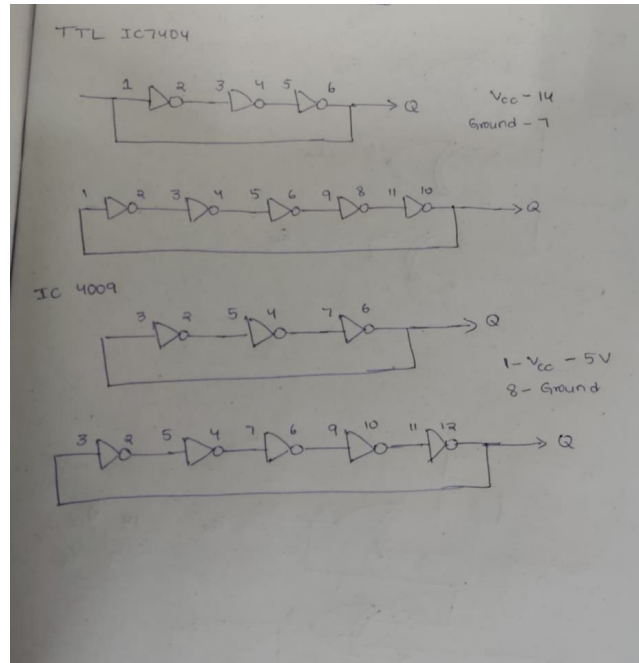 TTL IC7404
1 2 3 4 5 6 Q
Vcc - 14
Ground - 7
1 2 3 4 5 6 9 8 11 10 Q
IC 4009
3 2 5 4 7 6 Q
1 - Vcc - 5V
8 - Ground
3 2 5 4 7 6 9 10 11 12 Q